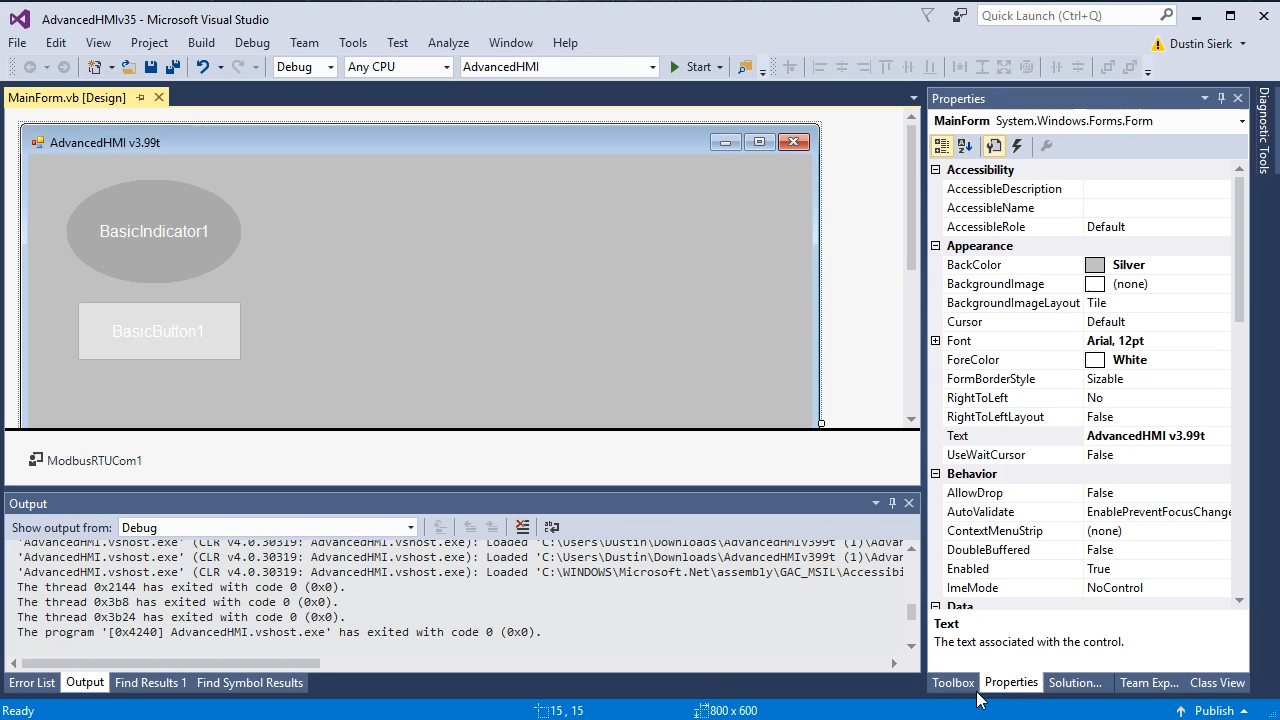 AdvancedHMIv35 - Microsoft Visual Studio
Quick Launch (Ctrl+Q)
File Edit View Project Build Debug Team Tools Test Analyze Window Help
Dustin Sierk
Debug Any CPU AdvancedHMI Start
MainForm.vb [Design]
AdvancedHMI v3.99t
BasicIndicator1
BasicButton1
ModbusRTUCom1
Output
Show output from: Debug
'AdvancedHMI.vshost.exe' (CLR v4.0.30319: AdvancedHMI.vshost.exe): Loaded 'C:\Users\Dustin\Downloads\AdvancedHMIv399t (1)\Advan
'AdvancedHMI.vshost.exe' (CLR v4.0.30319: AdvancedHMI.vshost.exe): Loaded 'C:\Users\Dustin\Downloads\AdvancedHMIv399t (1)\Advan
'AdvancedHMI.vshost.exe' (CLR v4.0.30319: AdvancedHMI.vshost.exe): Loaded 'C:\WINDOWS\Microsoft.Net\assembly\GAC_MSIL\Accessibi
The thread 0x2144 has exited with code 0 (0x0).
The thread 0x3b8 has exited with code 0 (0x0).
The thread 0x3b24 has exited with code 0 (0x0).
The program '[0x4240] AdvancedHMI.vshost.exe' has exited with code 0 (0x0).
Error List Output Find Results 1 Find Symbol Results
Properties
MainForm System.Windows.Forms.Form
Accessibility
AccessibleDescription
AccessibleName
AccessibleRole Default
Appearance
BackColor Silver
BackgroundImage (none)
BackgroundImageLayout Tile
Cursor Default
Font Arial, 12pt
ForeColor White
FormBorderStyle Sizable
RightToLeft No
RightToLeftLayout False
Text AdvancedHMI v3.99t
UseWaitCursor False
Behavior
AllowDrop False
AutoValidate EnablePreventFocusChange
ContextMenuStrip (none)
DoubleBuffered False
Enabled True
ImeMode NoControl
Data
Text
The text associated with the control.
Toolbox Properties Solution... Team Exp... Class View
Diagnostic Tools
Ready 15 , 15 800 x 600 Publish